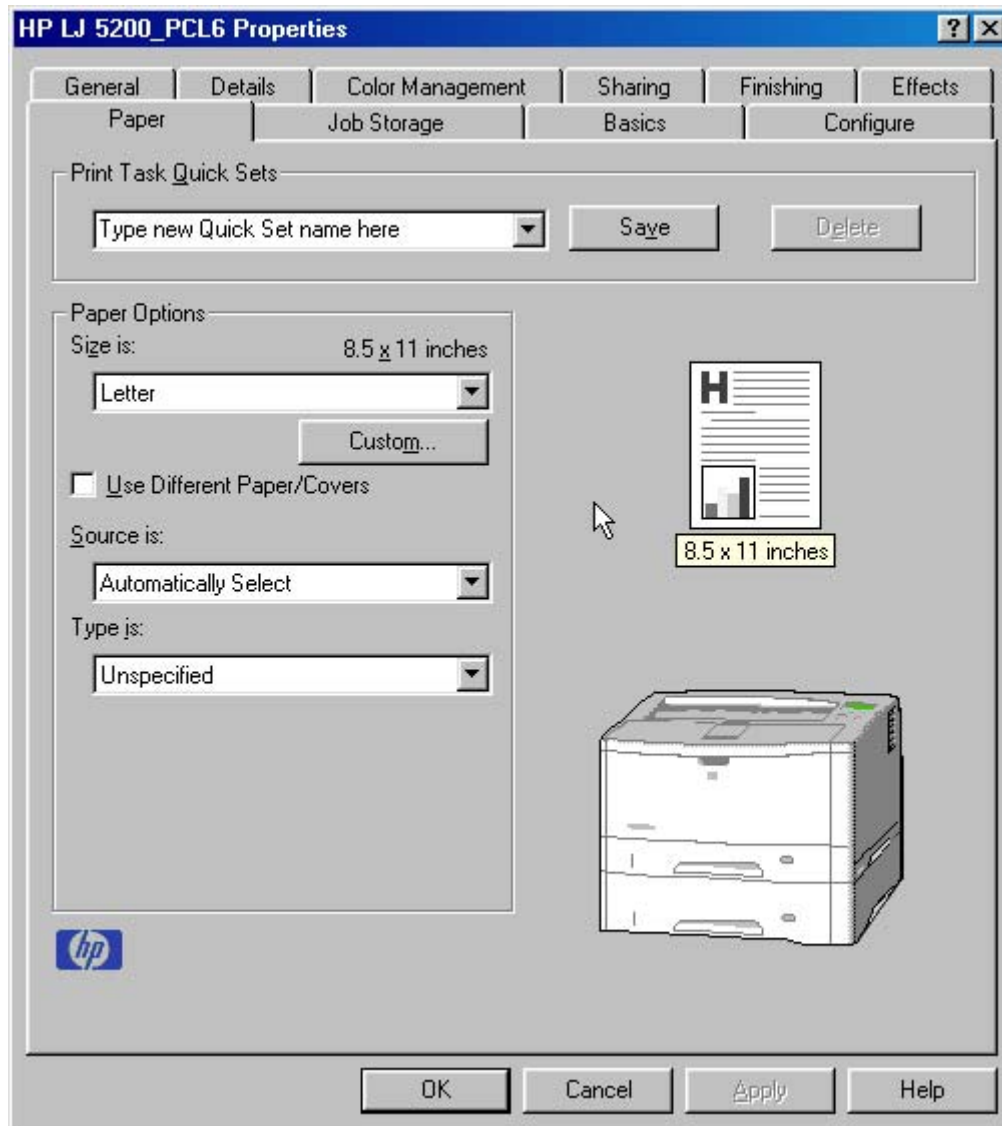 HP LJ 5200_PCL6 Properties
General Details Color Management Sharing Finishing Effects
Paper Job Storage Basics Configure
Print Task Quick Sets
Type new Quick Set name here Save Delete
Paper Options
Size is: 8.5 x 11 inches
Letter
Custom...
Use Different Paper/Covers
Source is:
Automatically Select
Type is:
Unspecified
H
8.5 x 11 inches
hp
OK Cancel Apply Help